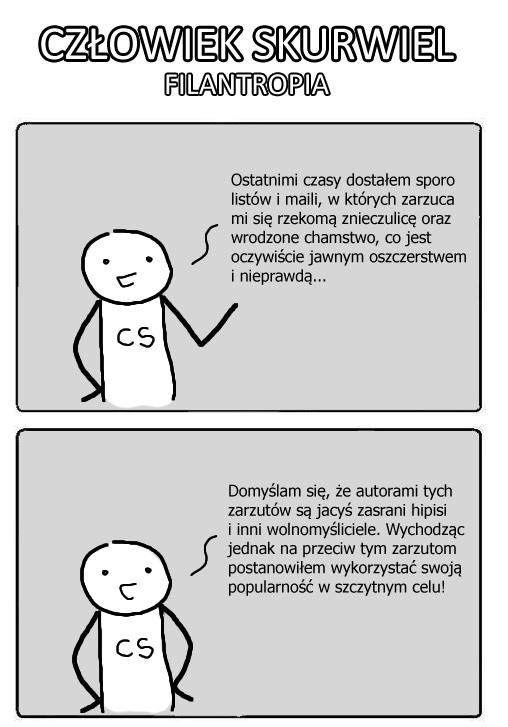 CZŁOWIEK SKURWIEL
FILANTROPIA
Ostatnimi czasy dostałem sporo
listów i maili, w których zarzuca
mi się rzekomą znieczulicę oraz
wrodzone chamstwo, co jest
oczywiście jawnym oszczerstwem
i nieprawdą...
CS
Domyślam się, że autorami tych
zarzutów są jacyś zasrani hipisi
i inni wolnomyśliciele. Wychodząc
jednak na przeciw tym zarzutom
postanowiłem wykorzystać swoją
popularność w szczytnym celu!
CS